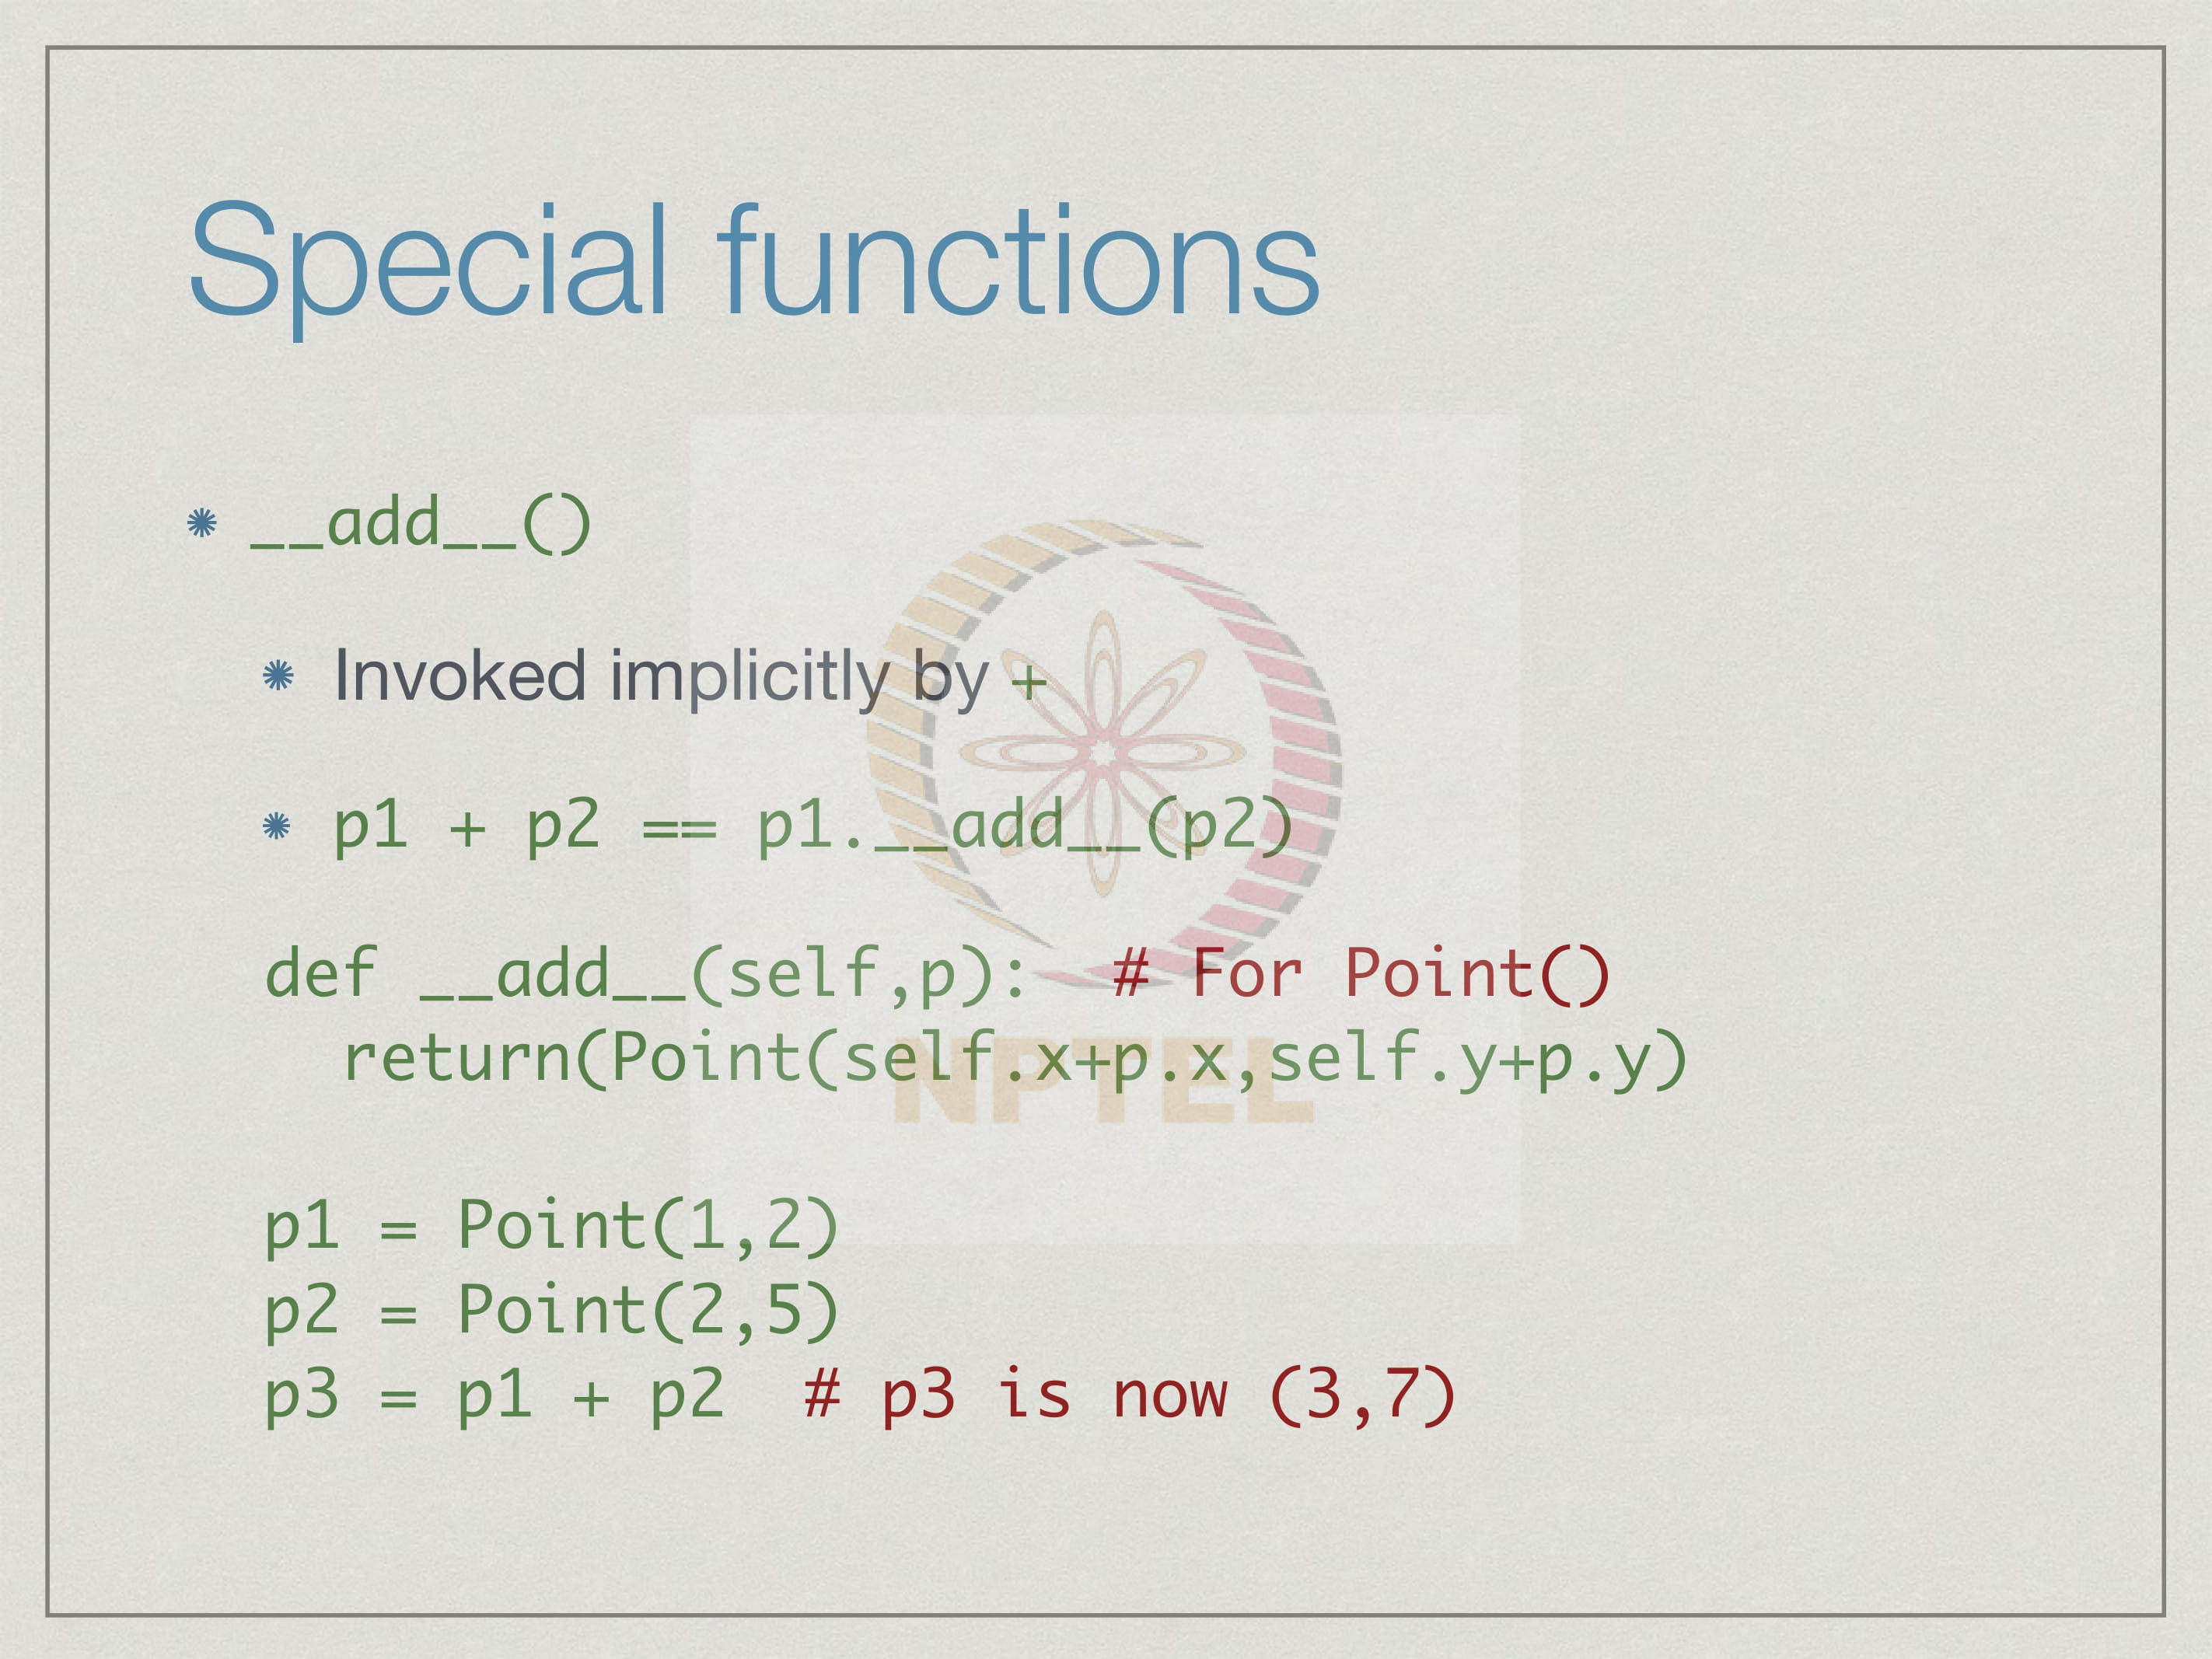 Special functions
__add__()
Invoked implicitly by +
p1 + p2 == p1.__add__(p2)
def __add__(self,p):  # For Point()
  return(Point(self.x+p.x,self.y+p.y)
NPTEL
p1 = Point(1,2)
p2 = Point(2,5)
p3 = p1 + p2  # p3 is now (3,7)